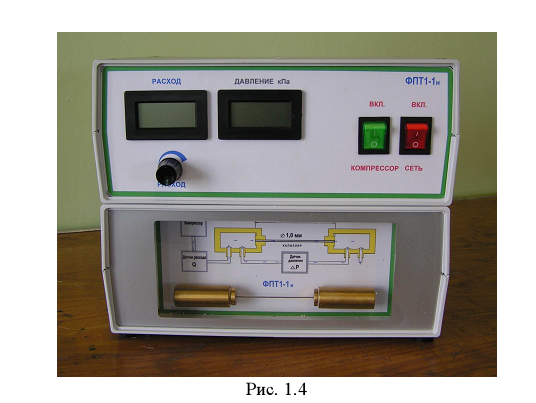 РАСХОД
ДАВЛЕНИЕ кПа
ФПТ1-1н
ВКЛ.
ВКЛ.
КОМПРЕССОР
СЕТЬ
РАСХОД
Компрессор
Ø 1,0 мм
КАПИЛЛЯР
Датчик расхода
Q
Датчик
давления
△P
ФПТ1-1н
Рис. 1.4